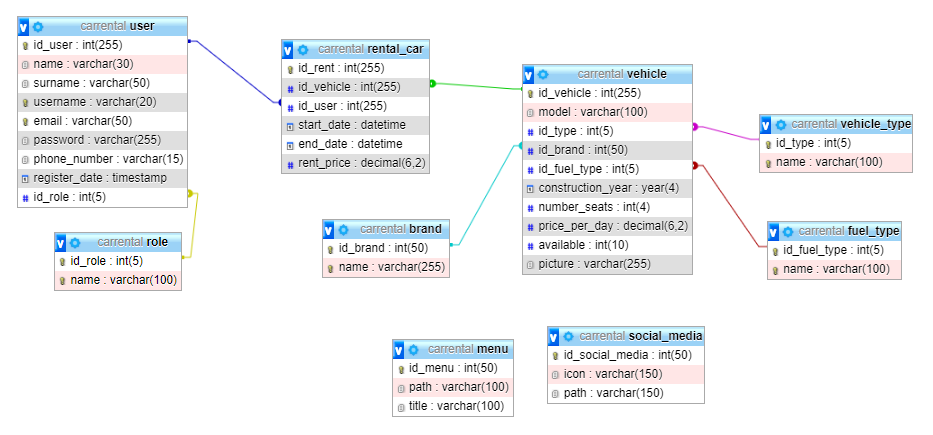 carrental user
id_user : int(255)
name : varchar(30)
surname : varchar(50)
username : varchar(20)
email : varchar(50)
password : varchar(255)
phone_number : varchar(15)
register_date : timestamp
id_role : int(5)
carrental role
id_role : int(5)
name : varchar(100)
carrental rental_car
id_rent : int(255)
id_vehicle : int(255)
id_user : int(255)
start_date : datetime
end_date : datetime
rent_price : decimal(6,2)
carrental brand
id_brand : int(50)
name : varchar(255)
carrental vehicle
id_vehicle : int(255)
model : varchar(100)
id_type : int(5)
id_brand : int(50)
id_fuel_type : int(5)
construction_year : year(4)
number_seats : int(4)
price_per_day : decimal(6,2)
available : int(10)
picture : varchar(255)
carrental vehicle_type
id_type : int(5)
name : varchar(100)
carrental fuel_type
id_fuel_type : int(5)
name : varchar(100)
carrental menu
id_menu : int(50)
path : varchar(100)
title : varchar(100)
carrental social_media
id_social_media : int(50)
icon : varchar(150)
path : varchar(150)